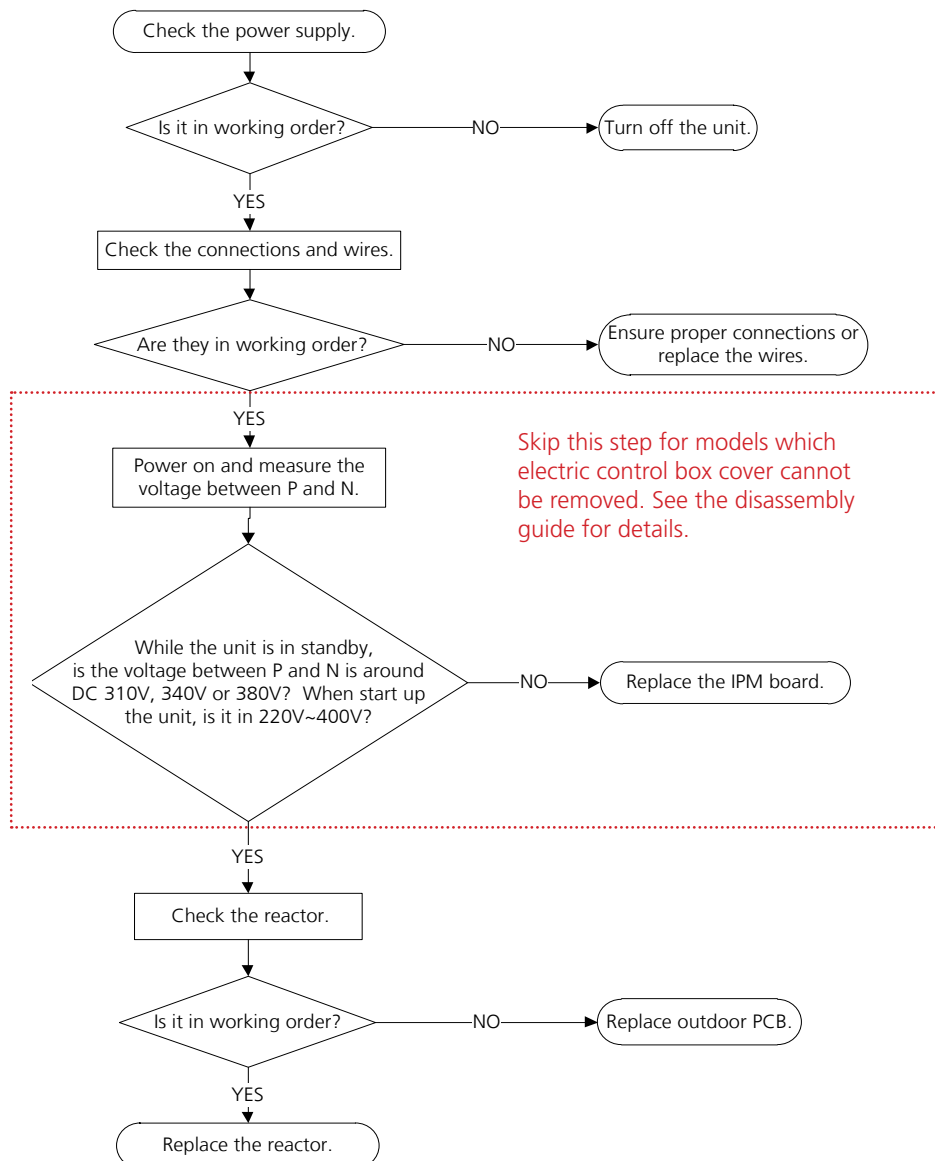 Check the power supply.
Is it in working order?
NO
Turn off the unit.
YES
Check the connections and wires.
Are they in working order?
NO
Ensure proper connections or
replace the wires.
YES
Power on and measure the
voltage between P and N.
Skip this step for models which
electric control box cover cannot
be removed. See the disassembly
guide for details.
While the unit is in standby,
is the voltage between P and N is around
DC 310V, 340V or 380V?  When start up
the unit, is it in 220V~400V?
NO
Replace the IPM board.
YES
Check the reactor.
Is it in working order?
NO
Replace outdoor PCB.
YES
Replace the reactor.